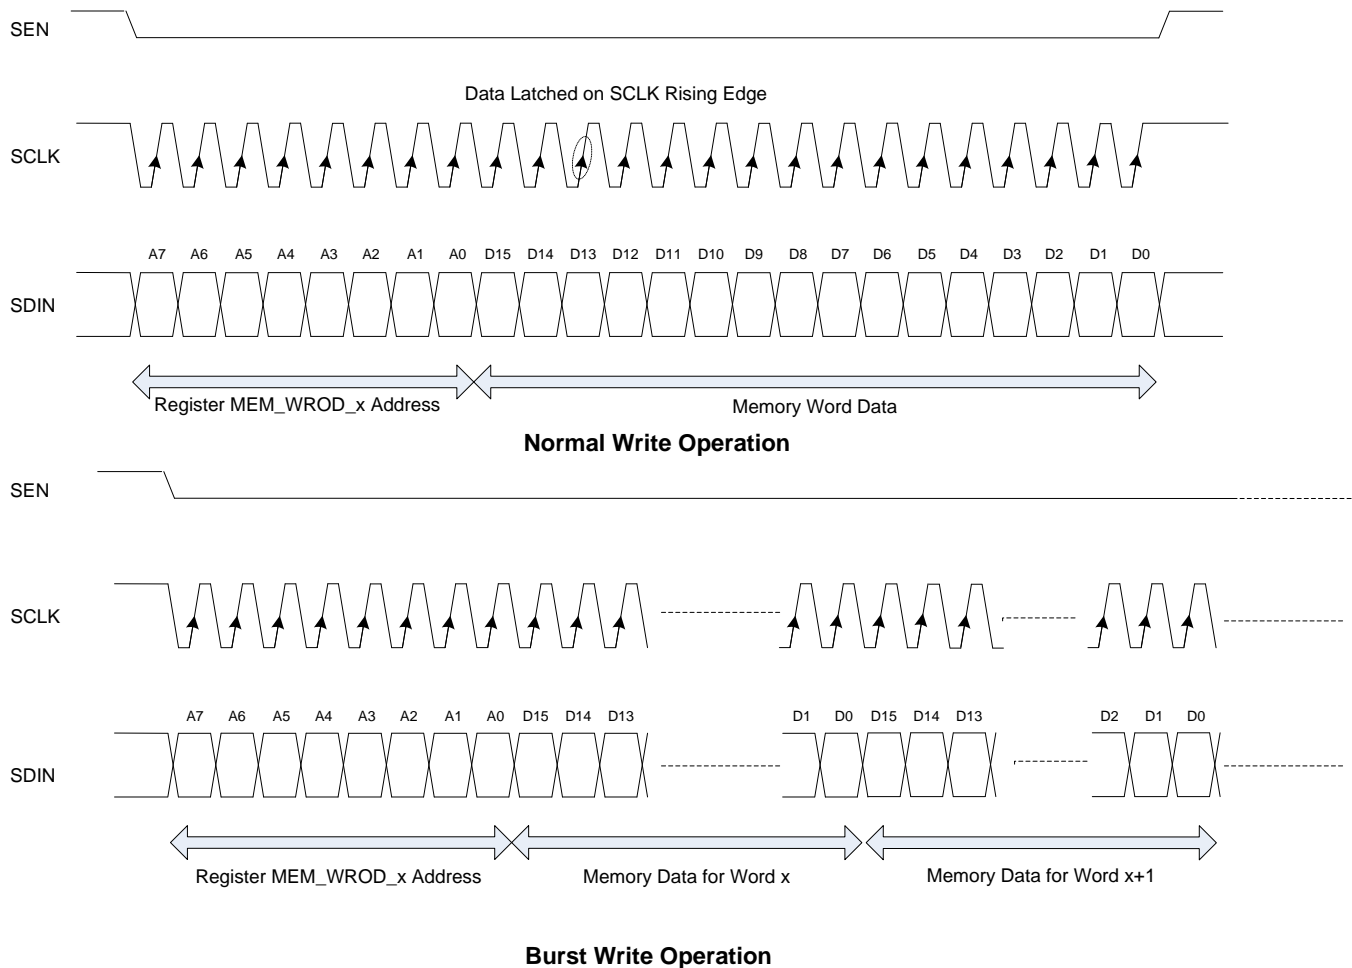 SEN
Data Latched on SCLK Rising Edge
SCLK
A7 A6 A5 A4 A3 A2 A1 A0 D15 D14 D13 D12 D11 D10 D9 D8 D7 D6 D5 D4 D3 D2 D1 D0
SDIN
Register MEM_WROD_x Address Memory Word Data
Normal Write Operation
SEN
SCLK
A7 A6 A5 A4 A3 A2 A1 A0 D15 D14 D13 D1 D0 D15 D14 D13 D2 D1 D0
SDIN
Register MEM_WROD_x Address Memory Data for Word x Memory Data for Word x+1
Burst Write Operation